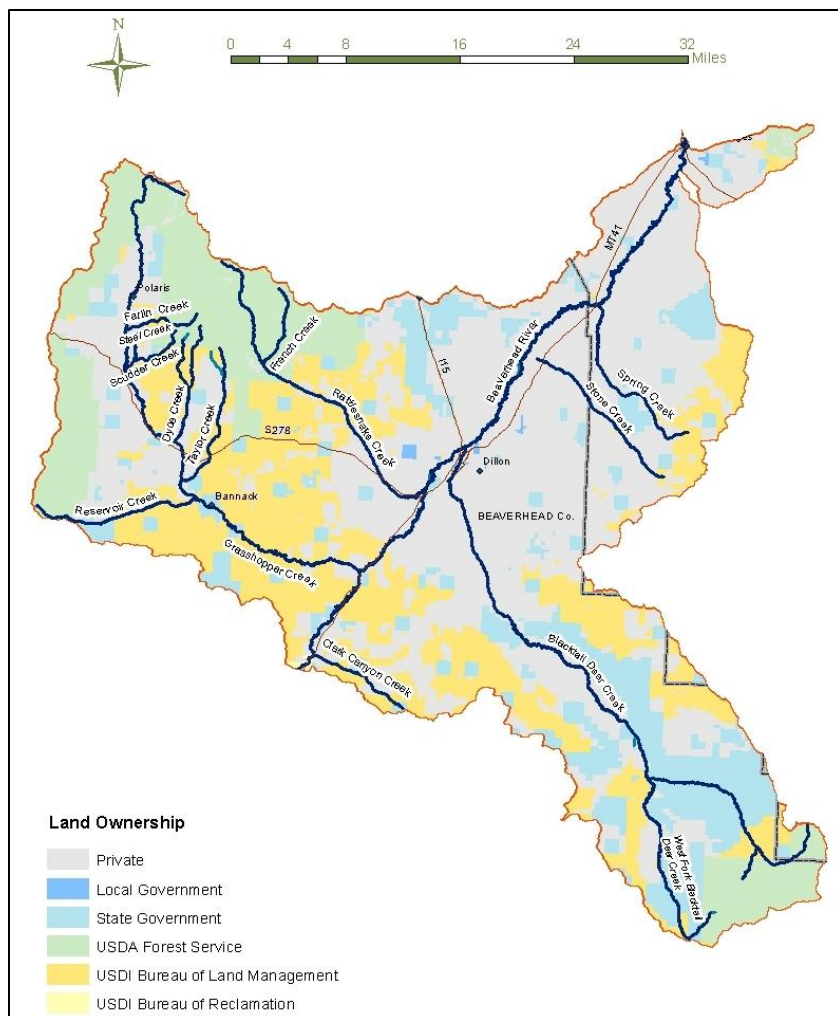 N
0 4 8 16 24 32
Miles
MT41
Polaris
Farlin Creek
Steel Creek
Scudder Creek
French Creek
I15
Beaverhead River
Dyce Creek
Taylor Creek
S278
Rattlesnake Creek
Spring Creek
Stone Creek
Dillon
Reservoir Creek
Bannack
BEAVERHEAD Co.
Grasshopper Creek
Clark Canyon Creek
Blacktail Deer Creek
West Fork Blacktail
Deer Creek
Land Ownership
Private
Local Government
State Government
USDA Forest Service
USDI Bureau of Land Management
USDI Bureau of Reclamation